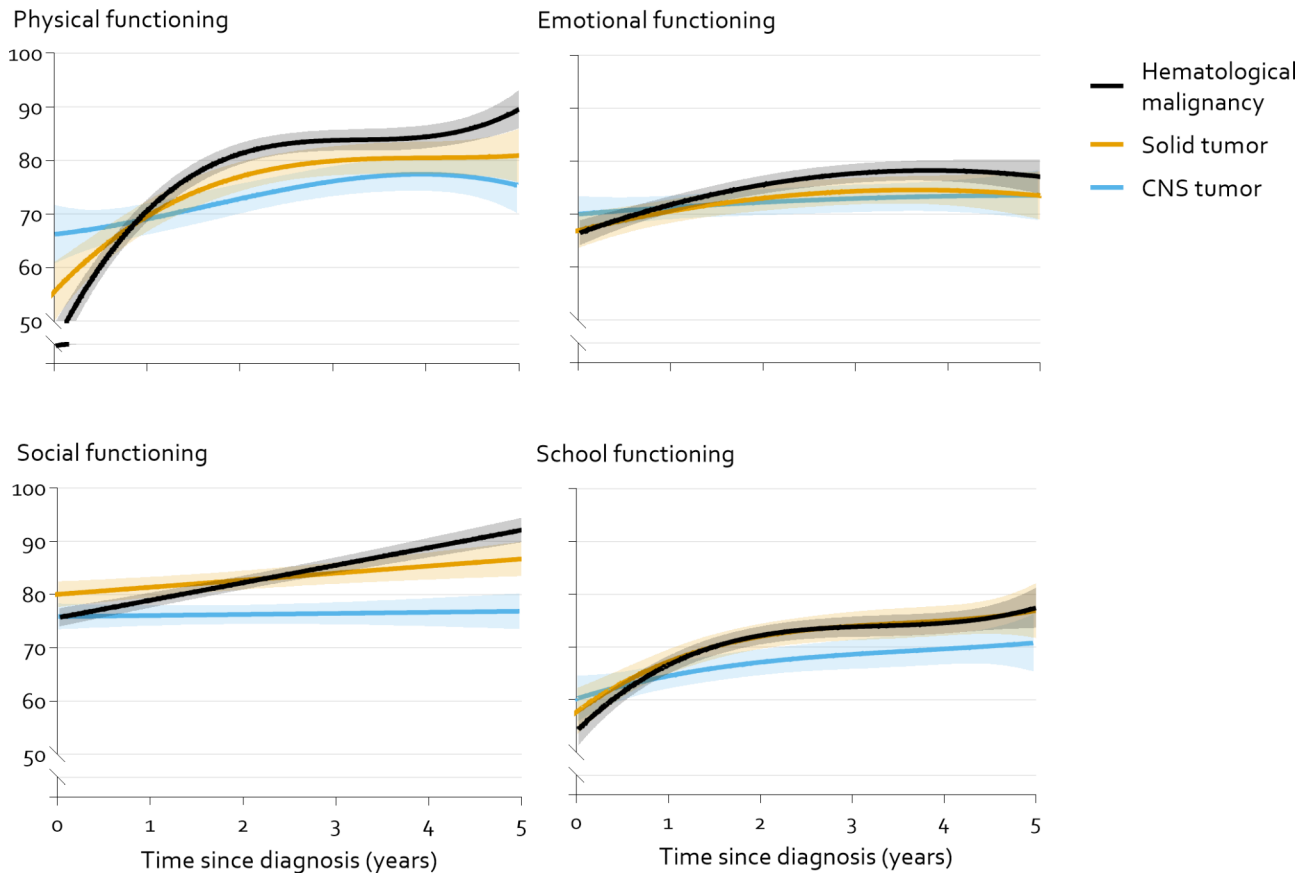 Physical functioning
Emotional functioning
100
90
80
70
60
50
Hematological
malignancy
Solid tumor
CNS tumor
Social functioning
School functioning
100
90
80
70
60
50
0 1 2 3 4 5
0 1 2 3 4 5
Time since diagnosis (years)
Time since diagnosis (years)